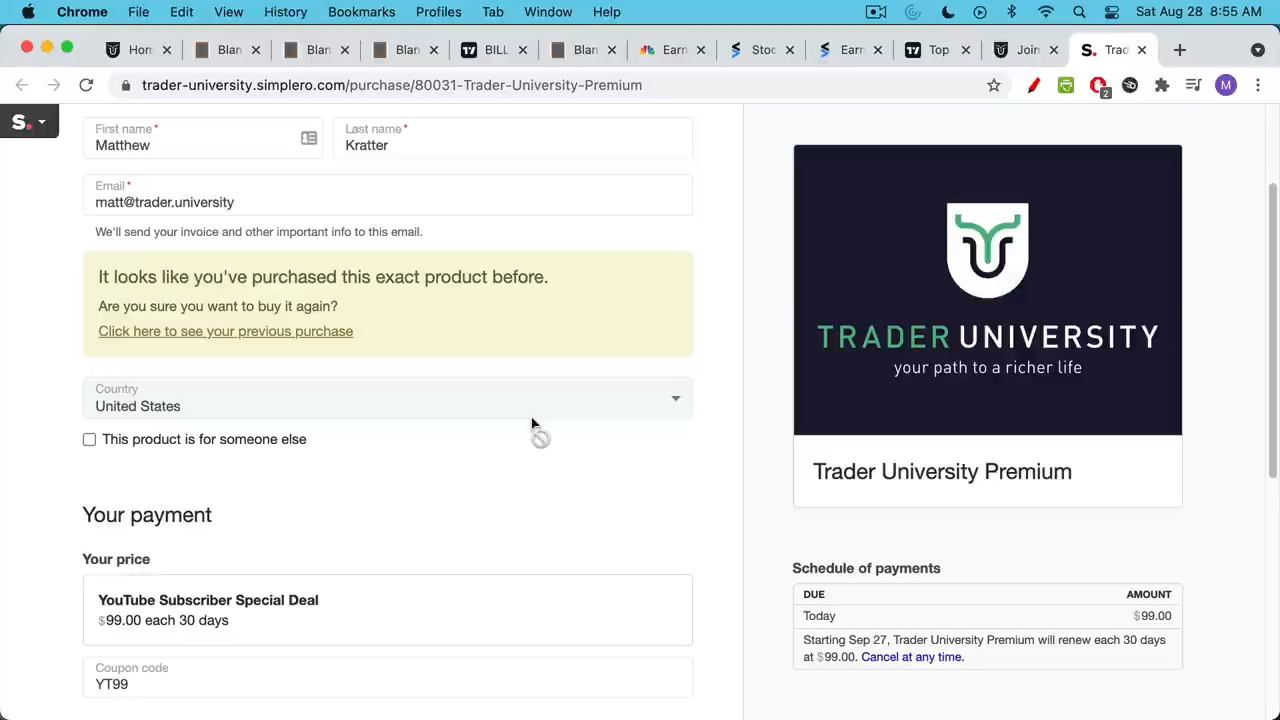 Chrome File Edit View History Bookmarks Profiles Tab Window Help Sat Aug 28 8:55 AM
Hom Blan Blan Blan BILL Blan Earn Stoc Earn Top Join Trad
trader-university.simplero.com/purchase/80031-Trader-University-Premium
2
M
S.
First name *
Matthew
Last name *
Kratter
Email *
matt@trader.university
We'll send your invoice and other important info to this email.
It looks like you've purchased this exact product before.
Are you sure you want to buy it again?
Click here to see your previous purchase
Country
United States
This product is for someone else
Your payment
Your price
YouTube Subscriber Special Deal
$99.00 each 30 days
Coupon code
YT99
TRADER UNIVERSITY
your path to a richer life
Trader University Premium
Schedule of payments
DUE AMOUNT
Today $99.00
Starting Sep 27, Trader University Premium will renew each 30 days
at $99.00. Cancel at any time.